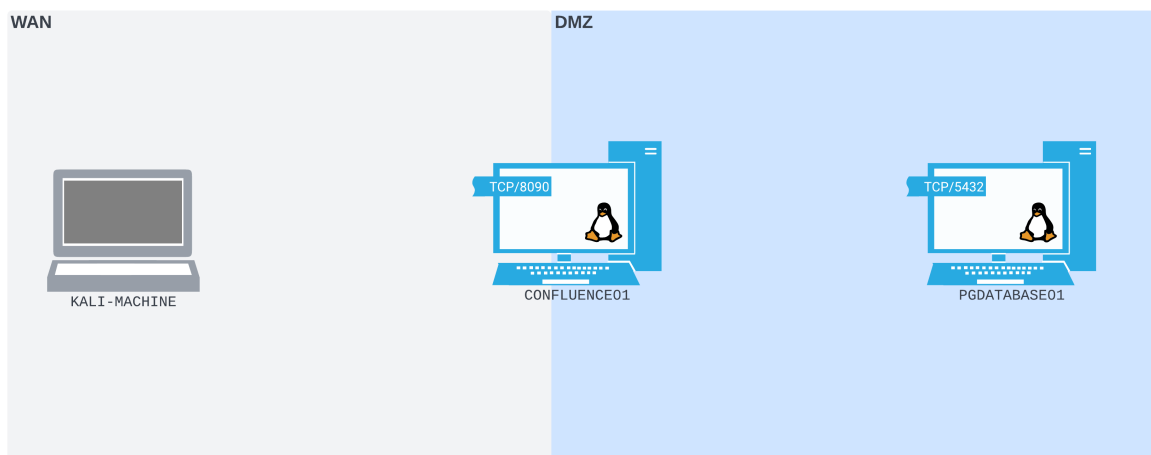 WAN
DMZ
TCP/8090
TCP/5432
KALI-MACHINE
CONFLUENCE01
PGDATABASE01